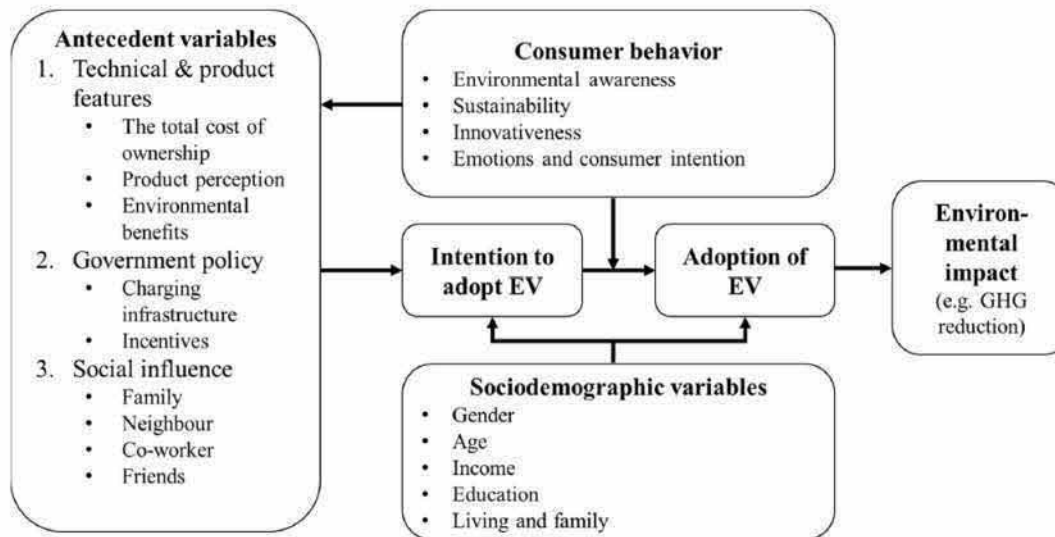 Antecedent variables
1. Technical & product
features
• The total cost of
ownership
• Product perception
• Environmental
benefits
2. Government policy
• Charging
infrastructure
• Incentives
3. Social influence
• Family
• Neighbour
• Co-worker
• Friends
Consumer behavior
• Environmental awareness
• Sustainability
• Innovativeness
• Emotions and consumer intention
Intention to
adopt EV
Adoption of
EV
Environ-
mental
impact
(e.g. GHG
reduction)
Sociodemographic variables
• Gender
• Age
• Income
• Education
• Living and family